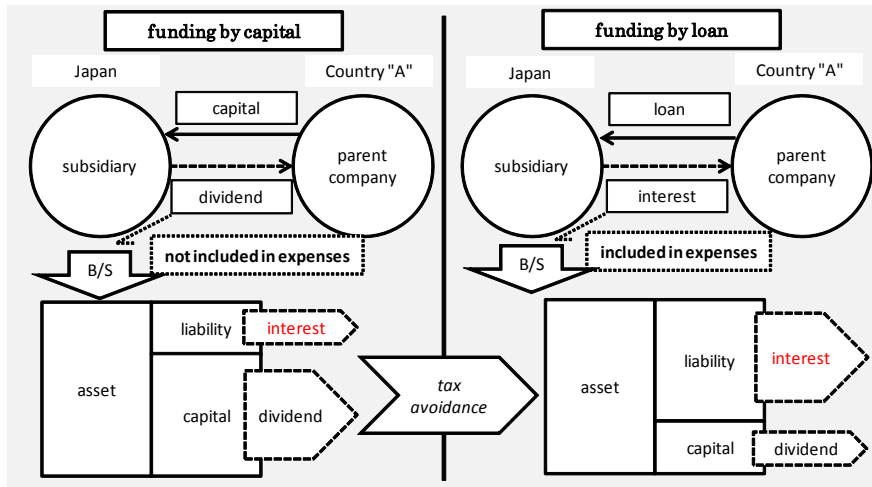 funding by capital
Japan
Country "A"
capital
subsidiary
parent
company
dividend
not included in expenses
B/S
asset
liability
interest
capital
dividend
tax
avoidance
funding by loan
Japan
Country "A"
loan
subsidiary
parent
company
interest
included in expenses
B/S
asset
liability
interest
capital
dividend